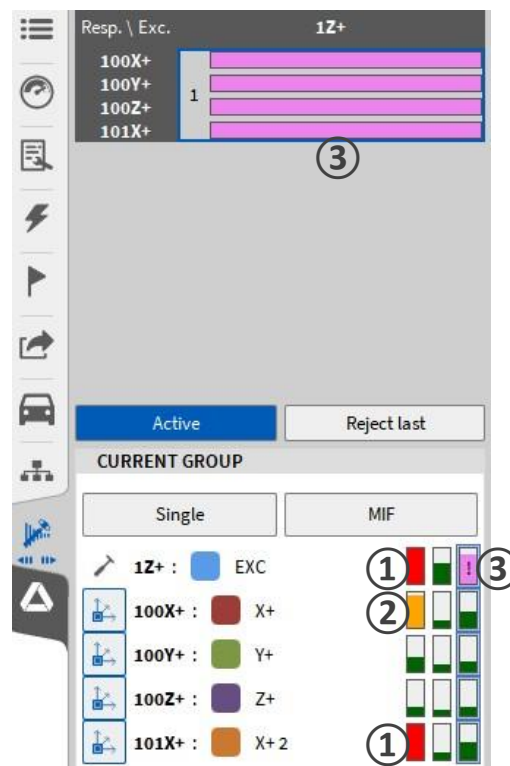 Resp. \ Exc. 1Z+
100X+
100Y+
1
100Z+
101X+
③
Active Reject last
CURRENT GROUP
Single MIF
1Z+ : EXC ① ! ③
100X+ : X+ ②
100Y+ : Y+
100Z+ : Z+
101X+ : X+2 ①